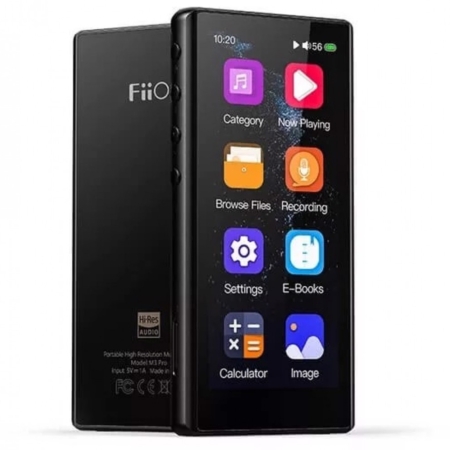 FiiO
Hi-Res
AUDIO
Portable High Resolution Mu
Model: M3 Pro
Input: 5V⎓1A Made in
10:20
56
Category
Now Playing
Browse Files
Recording
Settings
E-Books
Calculator
Image